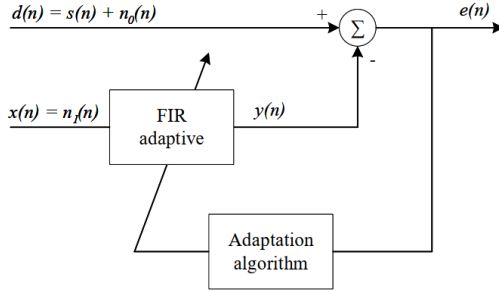 d(n) = s(n) + n₀(n)
+
Σ
e(n)
-
x(n) = n₁(n)
FIR
adaptive
y(n)
Adaptation
algorithm